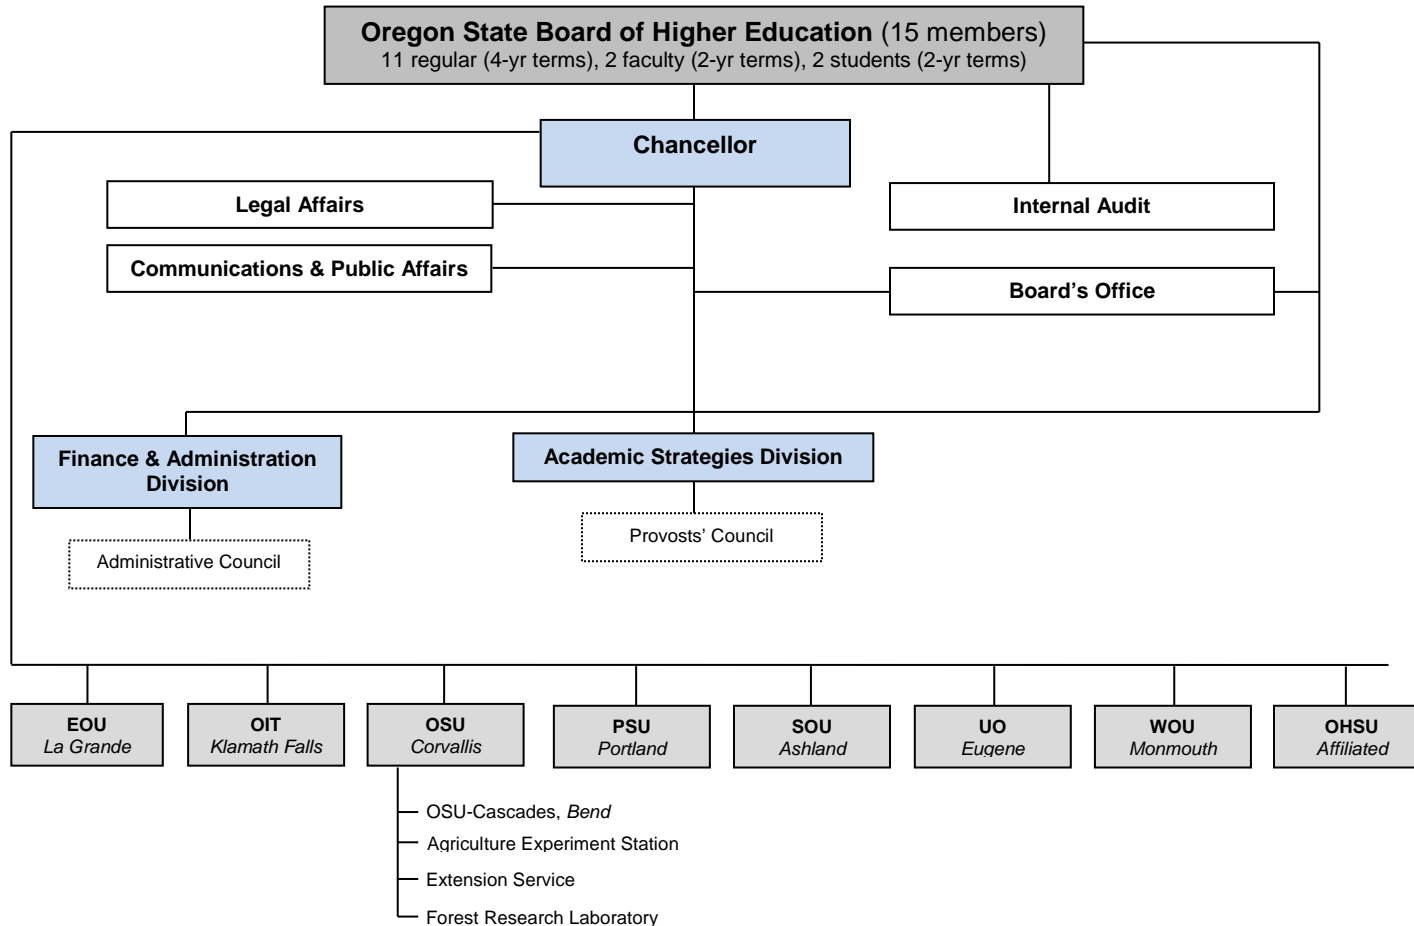 Oregon State Board of Higher Education (15 members)
11 regular (4-yr terms), 2 faculty (2-yr terms), 2 students (2-yr terms)
Chancellor
Legal Affairs
Internal Audit
Communications & Public Affairs
Board’s Office
Finance & Administration
Division
Academic Strategies Division
Administrative Council
Provosts’ Council
EOU
La Grande
OIT
Klamath Falls
OSU
Corvallis
PSU
Portland
SOU
Ashland
UO
Eugene
WOU
Monmouth
OHSU
Affiliated
OSU-Cascades, Bend
Agriculture Experiment Station
Extension Service
Forest Research Laboratory